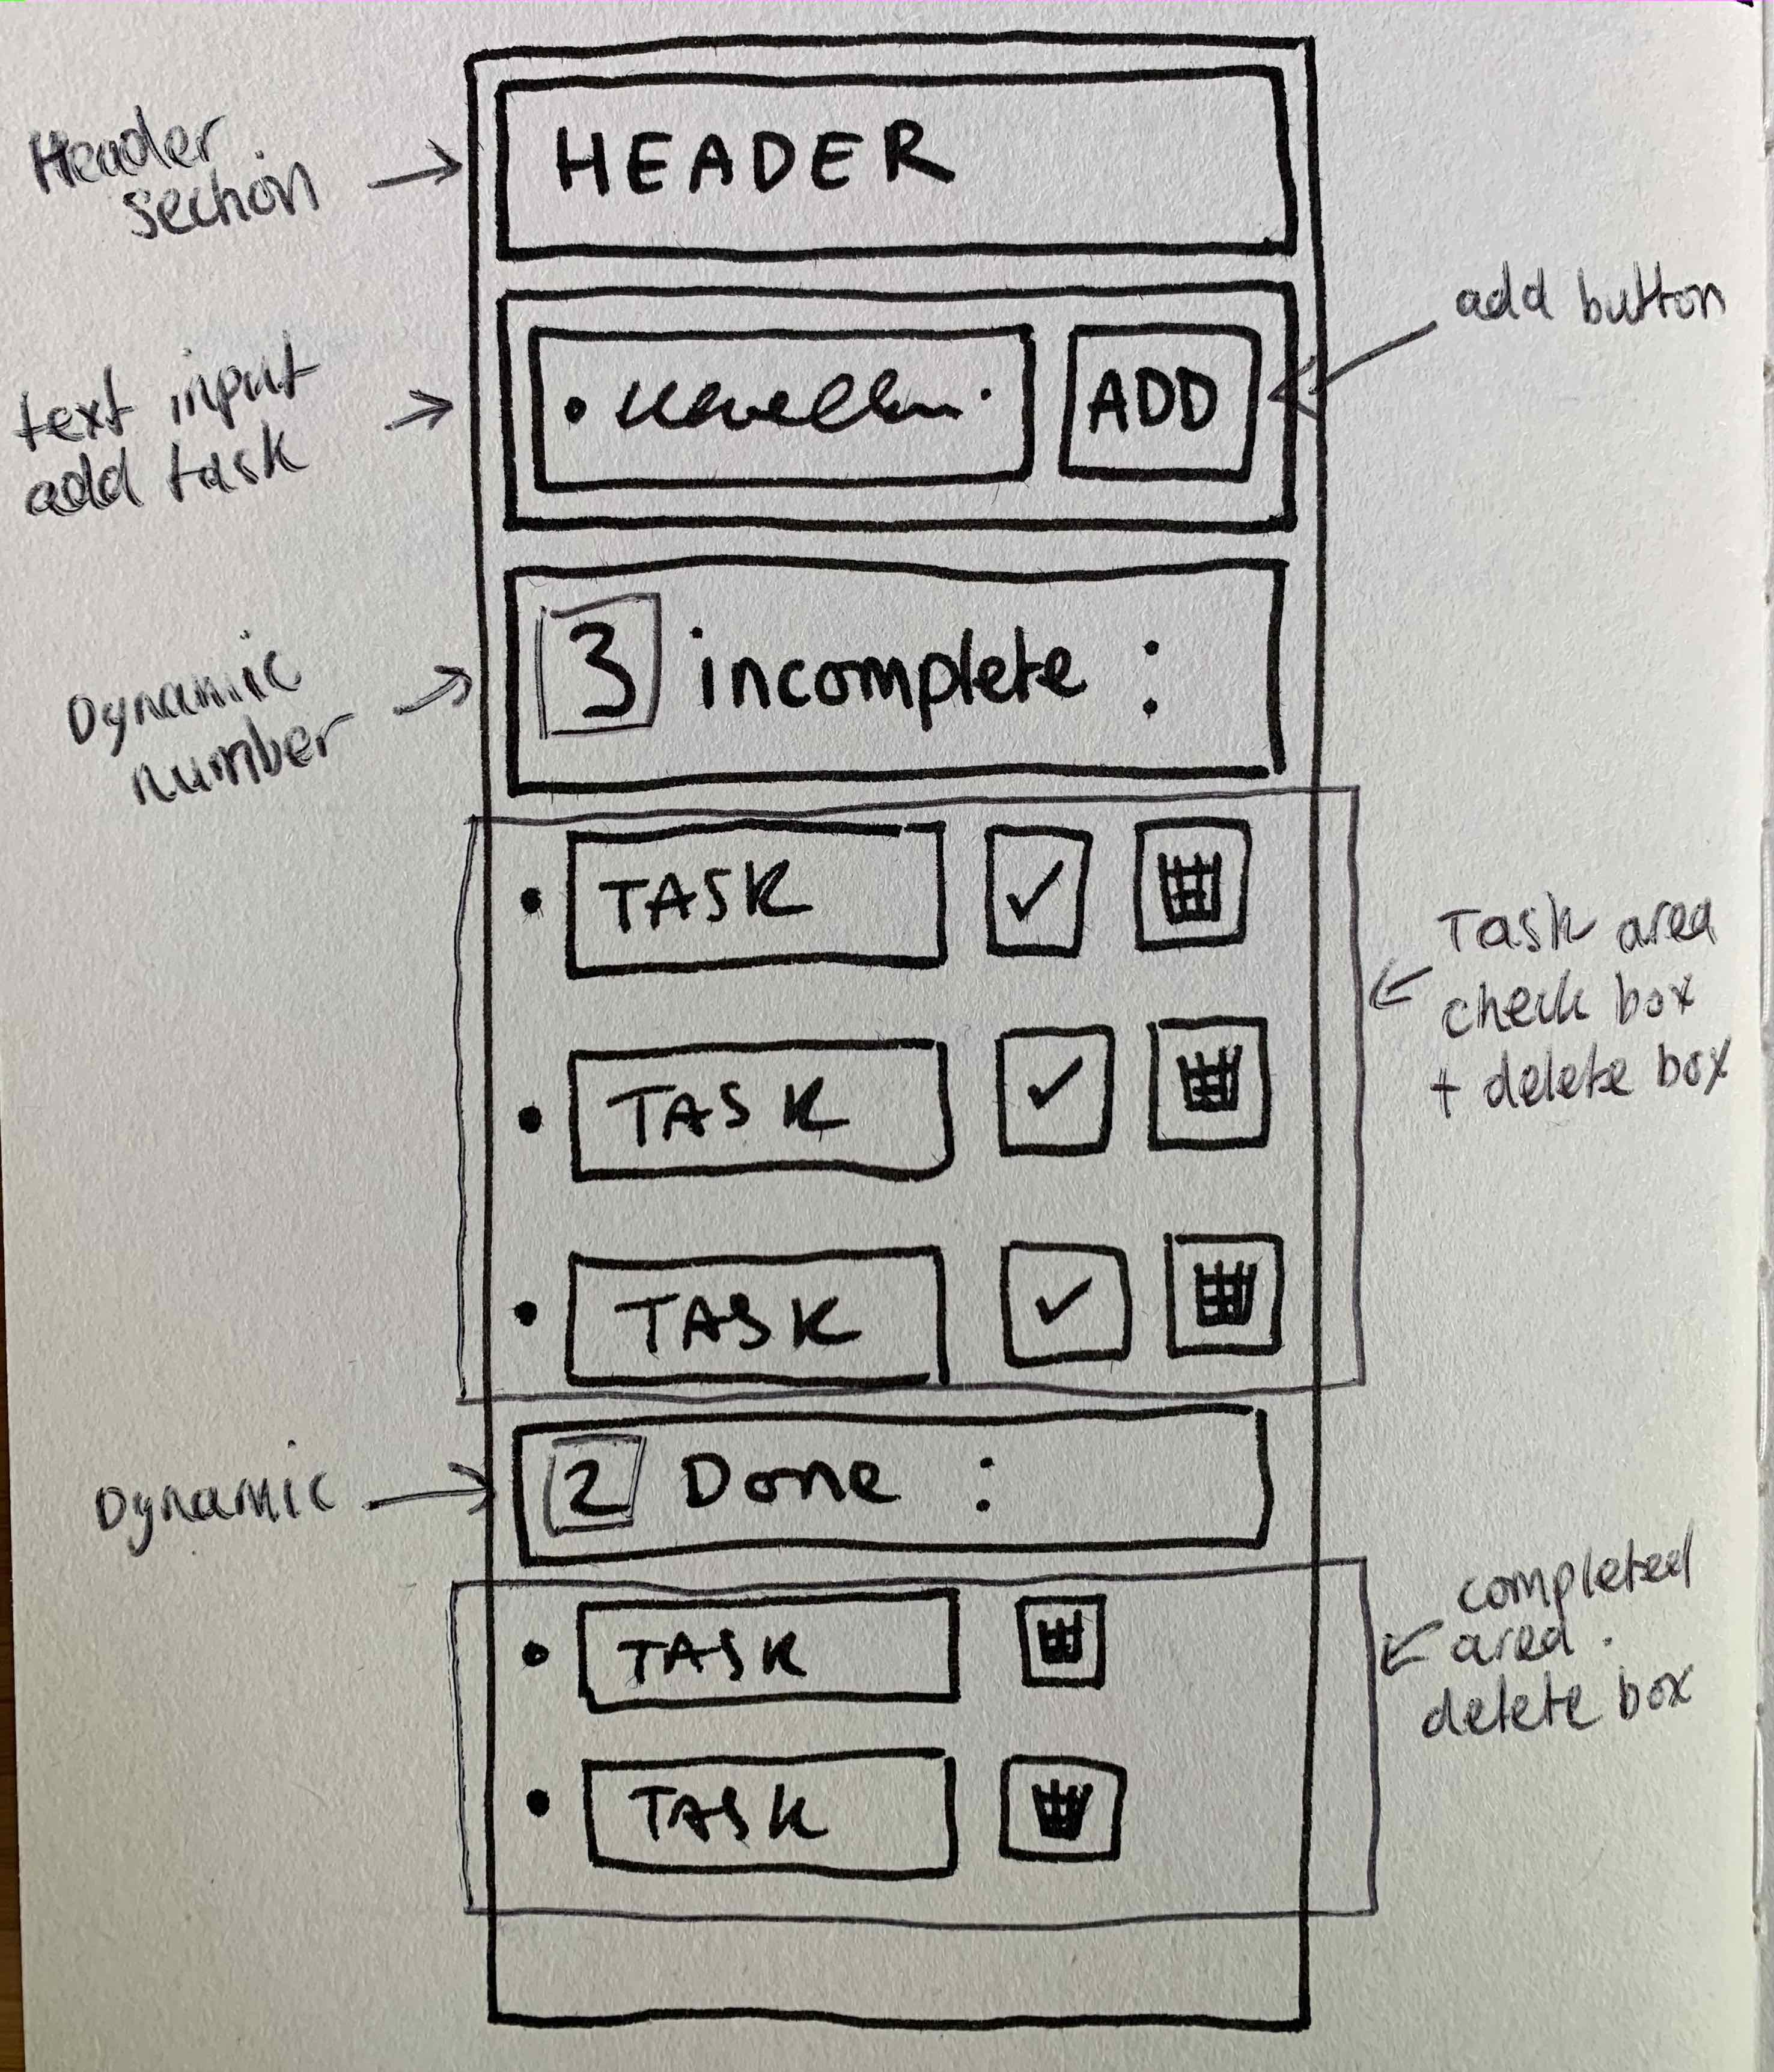 HEADER
Header
section
add button
ADD
text input
add task
3 incomplete :
Dynamic
number
TASK
Task area
check box
+ delete box
TASK
TASK
2 Done :
Dynamic
completed
area.
delete box
TASK
TASK